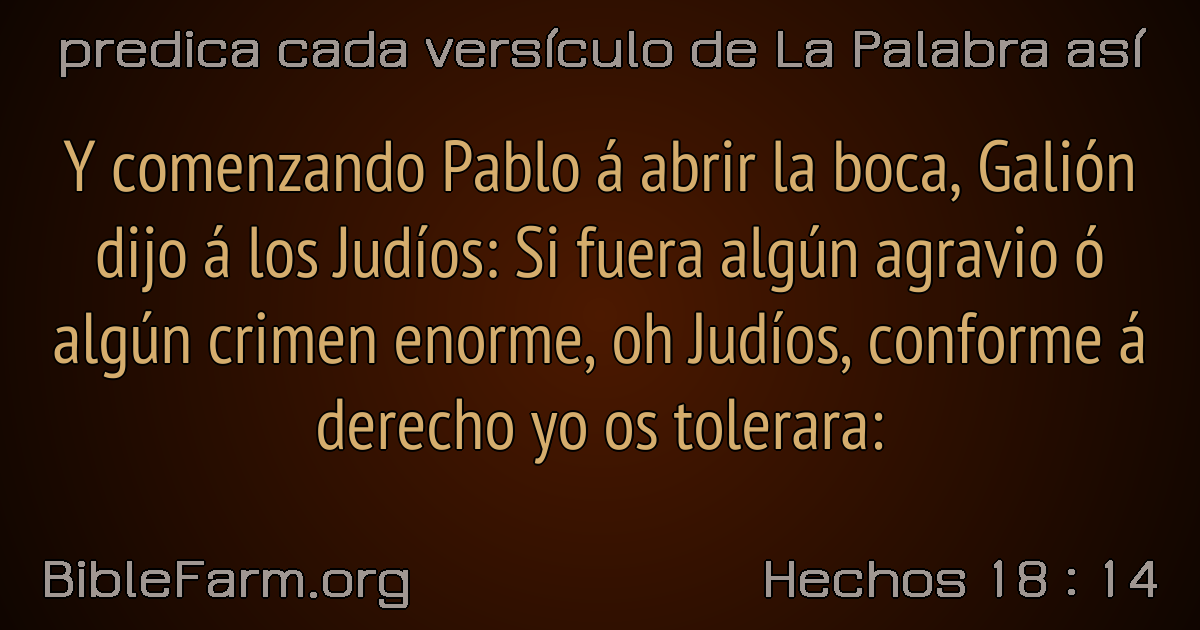 predica cada versículo de La Palabra así
Y comenzando Pablo á abrir la boca, Galión
dijo á los Judíos: Si fuera algún agravio ó
algún crimen enorme, oh Judíos, conforme á
derecho yo os tolerara:
BibleFarm.org
Hechos 18 : 14